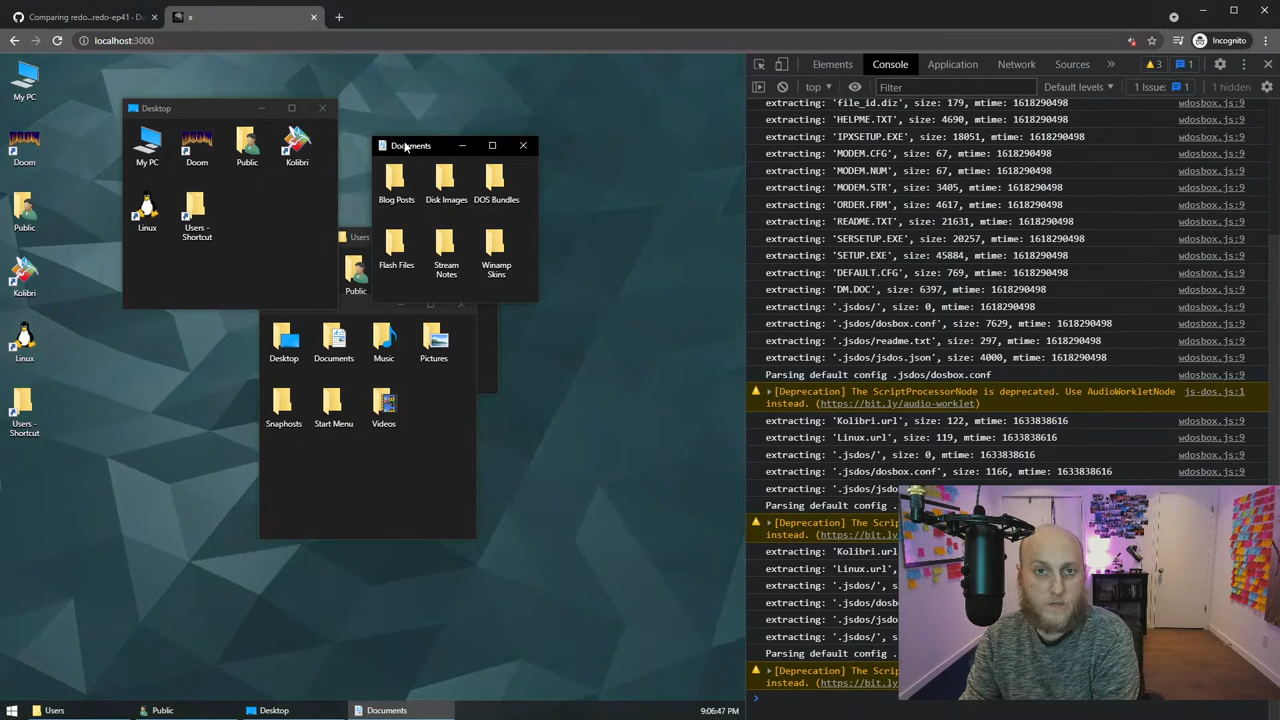 Comparing redo...redo-ep41 - Du
x
localhost:3000
Incognito
My PC
Doom
Public
Kolibri
Linux
Users -
Shortcut
Desktop
My PC
Doom
Public
Kolibri
Linux
Users -
Shortcut
Users
Public
Documents
Blog Posts
Disk Images
DOS Bundles
Flash Files
Stream
Notes
Winamp
Skins
Desktop
Documents
Music
Pictures
Snaphosts
Start Menu
Videos
Users
Public
Desktop
Documents
9:06:47 PM
Elements
Console
Application
Network
Sources
3
1
top
Filter
Default levels
1 Issue: 1
1 hidden
extracting: 'file_id.diz', size: 179, mtime: 1618290498 wdosbox.js:9
extracting: 'HELPME.TXT', size: 4690, mtime: 1618290498 wdosbox.js:9
extracting: 'IPXSETUP.EXE', size: 18051, mtime: 1618290498 wdosbox.js:9
extracting: 'MODEM.CFG', size: 67, mtime: 1618290498 wdosbox.js:9
extracting: 'MODEM.NUM', size: 67, mtime: 1618290498 wdosbox.js:9
extracting: 'MODEM.STR', size: 3405, mtime: 1618290498 wdosbox.js:9
extracting: 'ORDER.FRM', size: 4617, mtime: 1618290498 wdosbox.js:9
extracting: 'README.TXT', size: 21631, mtime: 1618290498 wdosbox.js:9
extracting: 'SERSETUP.EXE', size: 20257, mtime: 1618290498 wdosbox.js:9
extracting: 'SETUP.EXE', size: 45884, mtime: 1618290498 wdosbox.js:9
extracting: 'DEFAULT.CFG', size: 769, mtime: 1618290498 wdosbox.js:9
extracting: 'DM.DOC', size: 6397, mtime: 1618290498 wdosbox.js:9
extracting: '.jsdos/', size: 0, mtime: 1618290498 wdosbox.js:9
extracting: '.jsdos/dosbox.conf', size: 7629, mtime: 1618290498 wdosbox.js:9
extracting: '.jsdos/readme.txt', size: 297, mtime: 1618290498 wdosbox.js:9
extracting: '.jsdos/jsdos.json', size: 4000, mtime: 1618290498 wdosbox.js:9
Parsing default config .jsdos/dosbox.conf wdosbox.js:9
[Deprecation] The ScriptProcessorNode is deprecated. Use AudioWorkletNode js-dos.js:1
instead. (https://bit.ly/audio-worklet)
extracting: 'Kolibri.url', size: 122, mtime: 1633838616 wdosbox.js:9
extracting: 'Linux.url', size: 119, mtime: 1633838616 wdosbox.js:9
extracting: '.jsdos/', size: 0, mtime: 1633838616 wdosbox.js:9
extracting: '.jsdos/dosbox.conf', size: 1166, mtime: 1633838616 wdosbox.js:9
extracting: '.jsdos/jsd
Parsing default config .
[Deprecation] The Scri
instead. (https://bit.ly
extracting: 'Kolibri.url
extracting: 'Linux.url',
extracting: '.jsdos/', s
extracting: '.jsdos/dosb
extracting: '.jsdos/jsdo
extracting: '.jsdos/', s
Parsing default config .
[Deprecation] The Scri
instead. (https://bit.ly